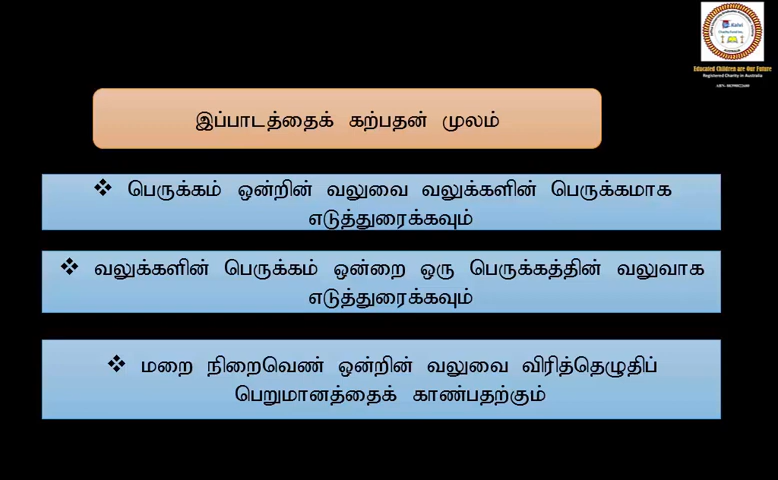 Educated Children are Our Future
Registered Charity in Australia
இப்பாடத்தைக் கற்பதன் மூலம்
❖ பெருக்கம் ஒன்றின் வலுவை வலுக்களின் பெருக்கமாக
எடுத்துரைக்கவும்
❖ வலுக்களின் பெருக்கம் ஒன்றை ஒரு பெருக்கத்தின் வலுவாக
எடுத்துரைக்கவும்
❖ மறை நிறைவெண் ஒன்றின் வலுவை விரித்தெழுதிப்
பெறுமானத்தைக் காண்பதற்கும்